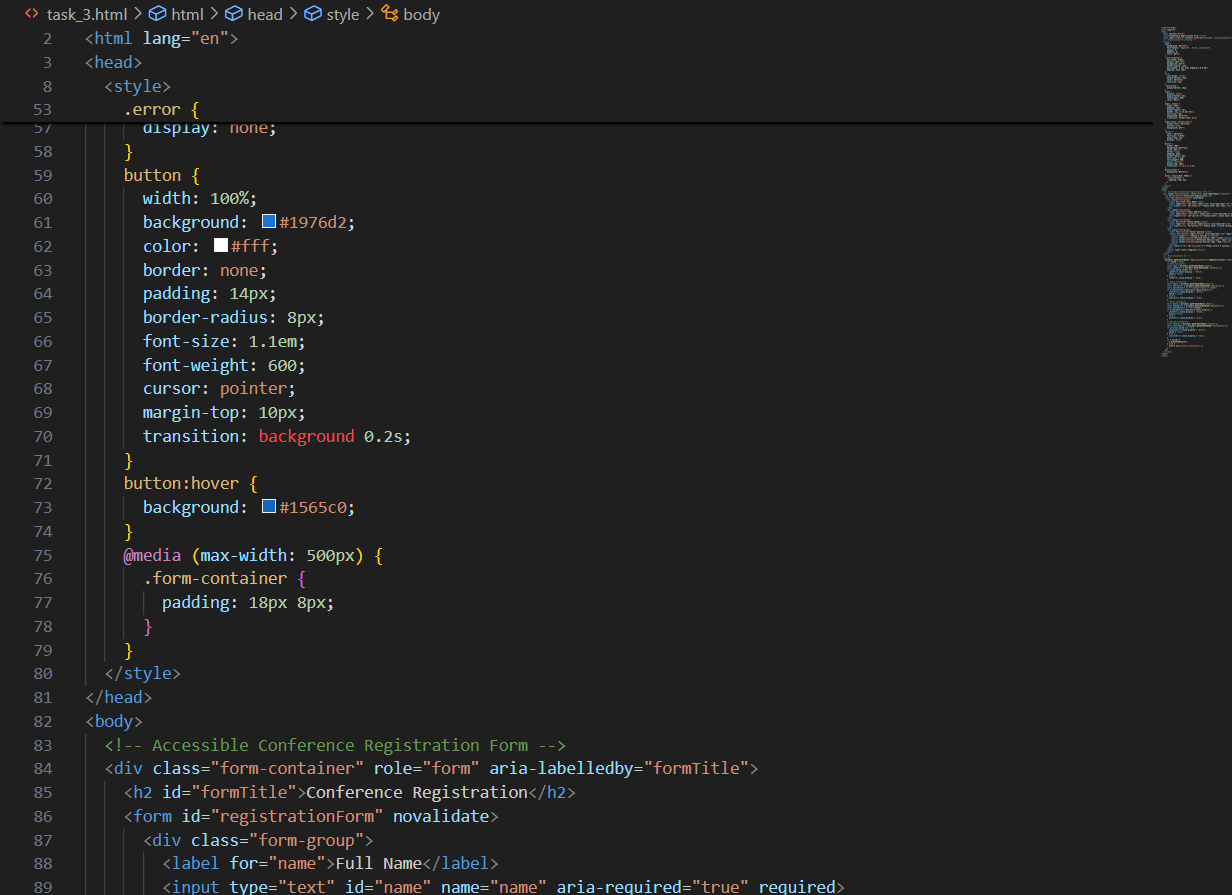 task_3.html > html > head > style > body
2 <html lang="en">
3 <head>
8 <style>
53 .error {
57 display: none;
58 }
59 button {
60 width: 100%;
61 background: #1976d2;
62 color: #fff;
63 border: none;
64 padding: 14px;
65 border-radius: 8px;
66 font-size: 1.1em;
67 font-weight: 600;
68 cursor: pointer;
69 margin-top: 10px;
70 transition: background 0.2s;
71 }
72 button:hover {
73 background: #1565c0;
74 }
75 @media (max-width: 500px) {
76 .form-container {
77 padding: 18px 8px;
78 }
79 }
80 </style>
81 </head>
82 <body>
83 <!-- Accessible Conference Registration Form -->
84 <div class="form-container" role="form" aria-labelledby="formTitle">
85 <h2 id="formTitle">Conference Registration</h2>
86 <form id="registrationForm" novalidate>
87 <div class="form-group">
88 <label for="name">Full Name</label>
89 <input type="text" id="name" name="name" aria-required="true" required>